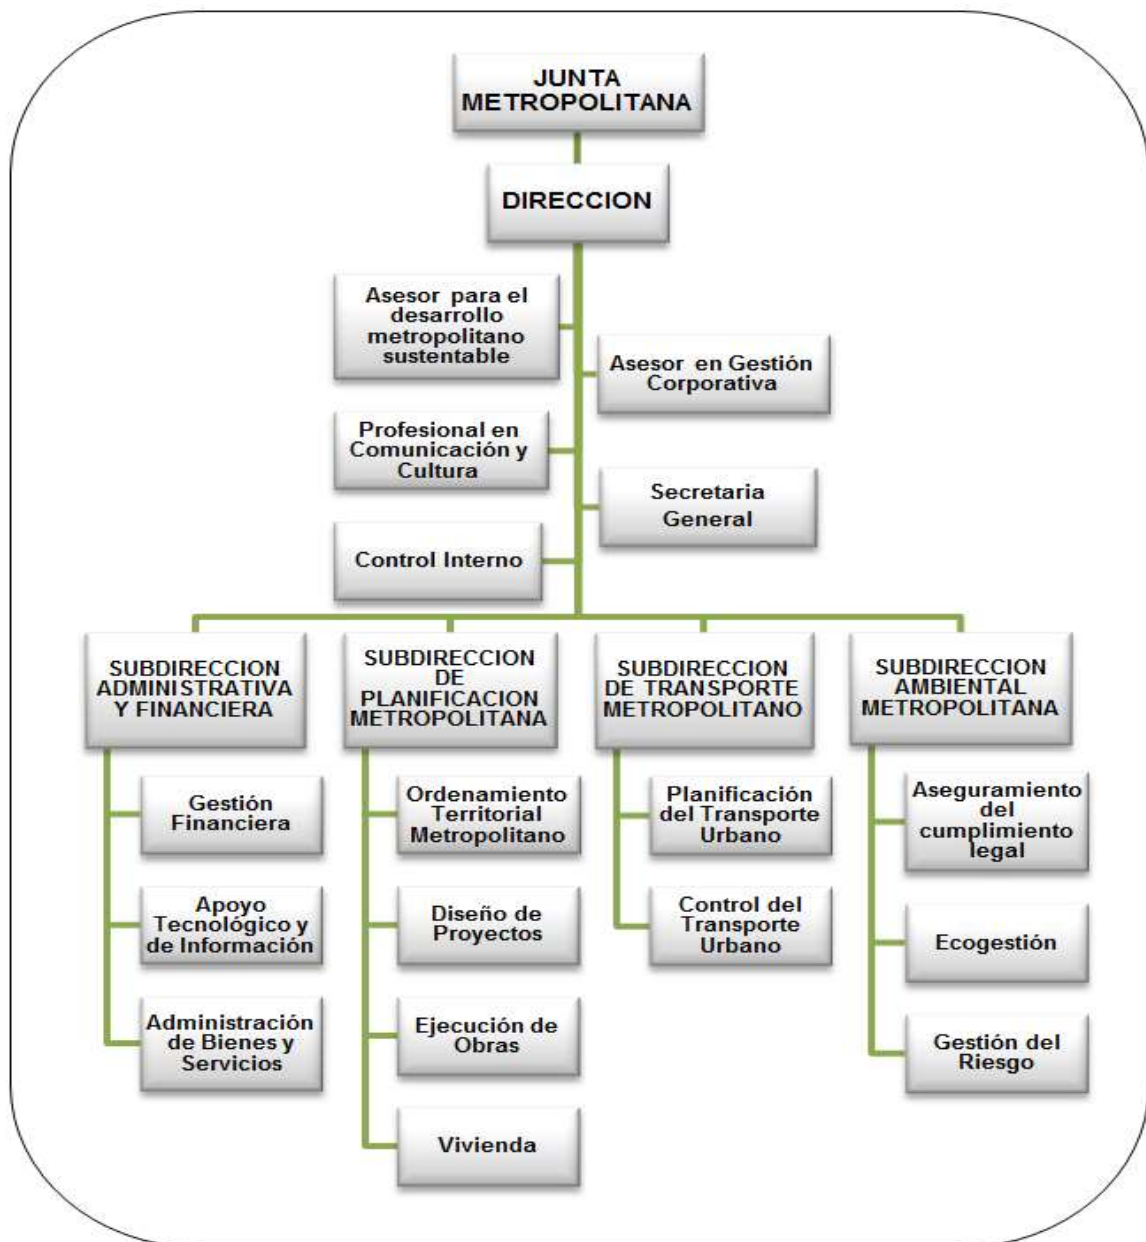 JUNTA
METROPOLITANA
DIRECCION
Asesor para el
desarrollo
metropolitano
sustentable
Asesor en Gestión
Corporativa
Profesional en
Comunicación y
Cultura
Secretaria
General
Control Interno
SUBDIRECCION
ADMINISTRATIVA
Y FINANCIERA
Gestión
Financiera
Apoyo
Tecnológico y
de Información
Administración
de Bienes y
Servicios
SUBDIRECCION
DE
PLANIFICACION
METROPOLITANA
Ordenamiento
Territorial
Metropolitano
Diseño de
Proyectos
Ejecución de
Obras
Vivienda
SUBDIRECCION
DE TRANSPORTE
METROPOLITANO
Planificación
del Transporte
Urbano
Control del
Transporte
Urbano
SUBDIRECCION
AMBIENTAL
METROPOLITANA
Aseguramiento
del
cumplimiento
legal
Ecogestión
Gestión del
Riesgo